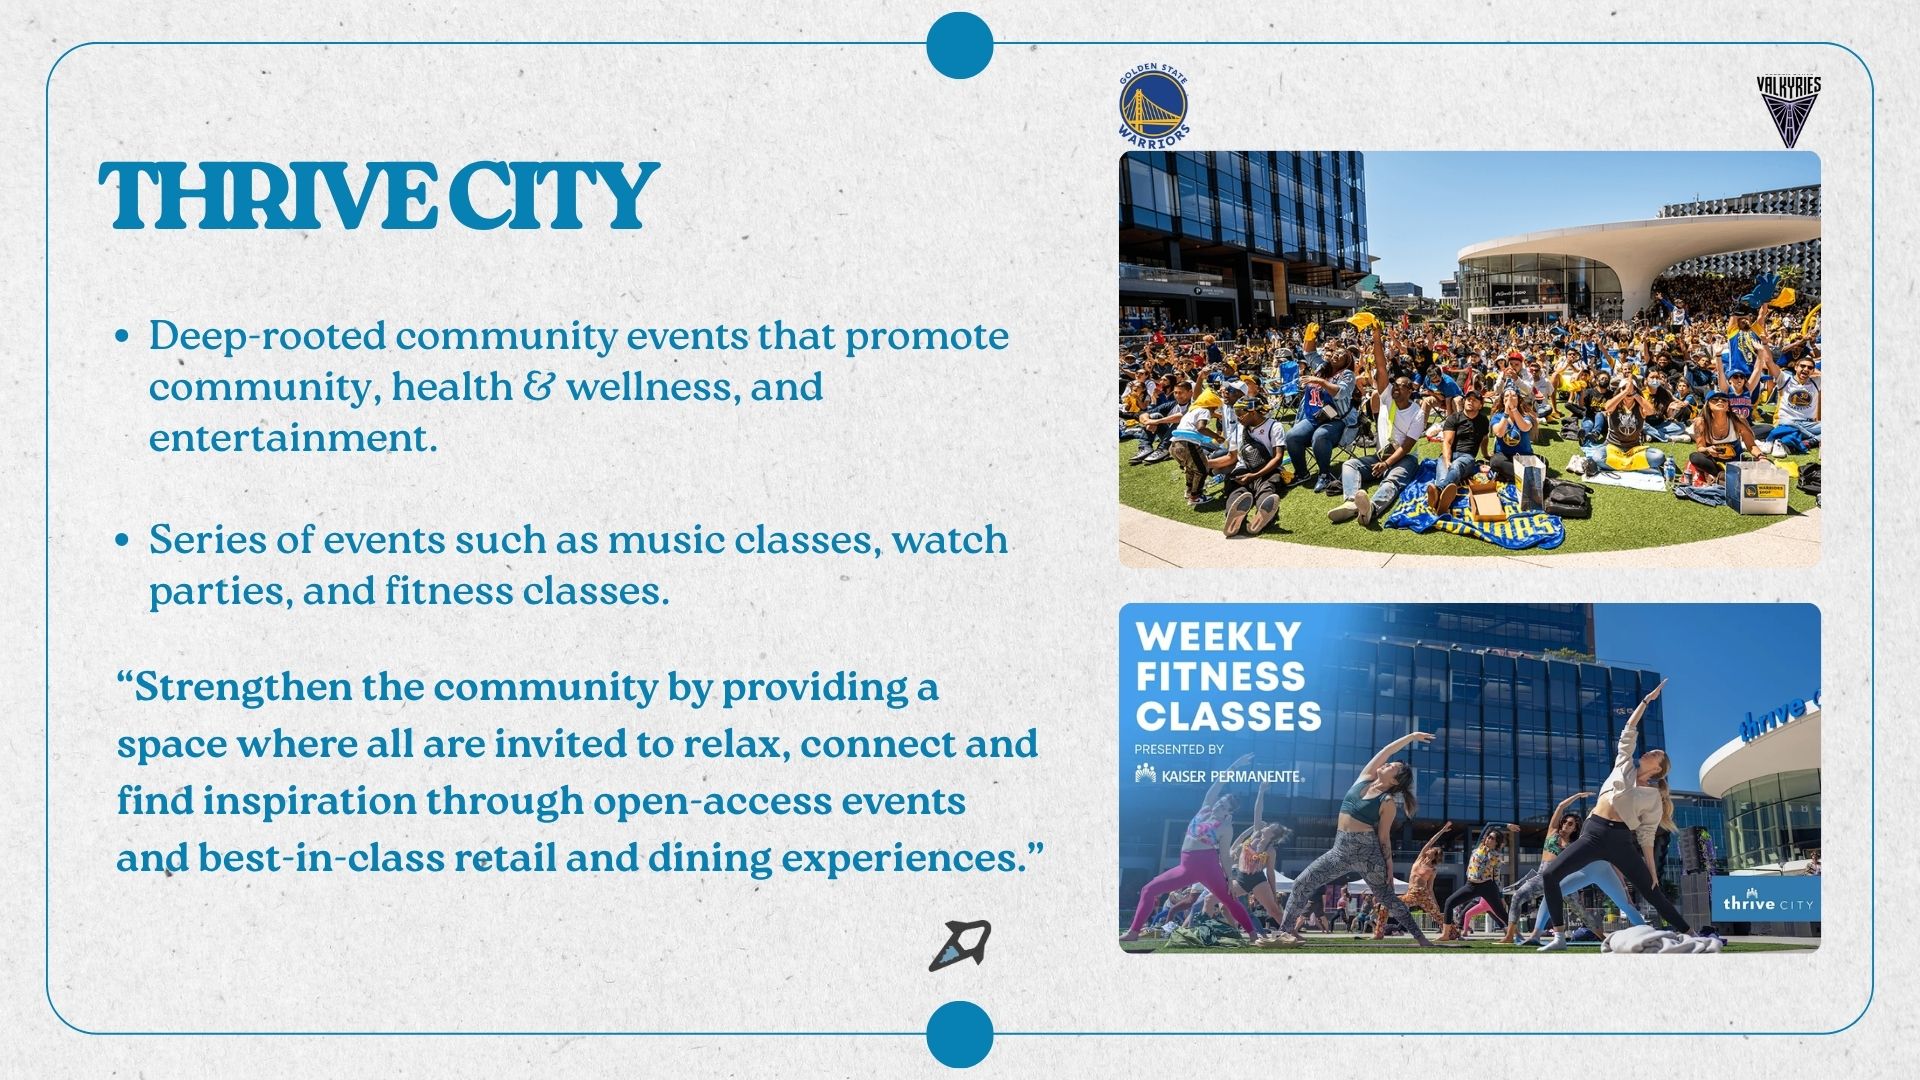 GOLDEN STATE
WARRIORS
VALKYRIES
THRIVE CITY
• Deep-rooted community events that promote
community, health & wellness, and
entertainment.
• Series of events such as music classes, watch
parties, and fitness classes.
“Strengthen the community by providing a
space where all are invited to relax, connect and
find inspiration through open-access events
and best-in-class retail and dining experiences.”
WEEKLY
FITNESS
CLASSES
PRESENTED BY
KAISER PERMANENTE®
thrive
thrive CITY